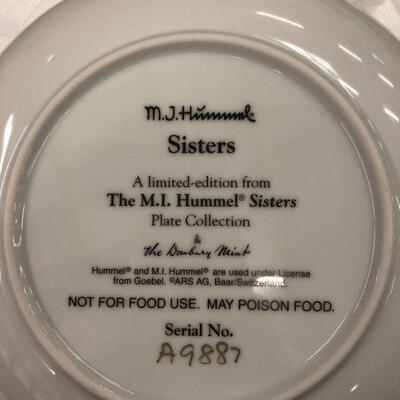 M.J.Hummel
Sisters
A limited-edition from
The M.I. Hummel® Sisters
Plate Collection
The Danbury Mint
Hummel® and M.I. Hummel® are used under License
from Goebel. ©ARS AG, Baar/Switzerland.
NOT FOR FOOD USE. MAY POISON FOOD.
Serial No.
A9887